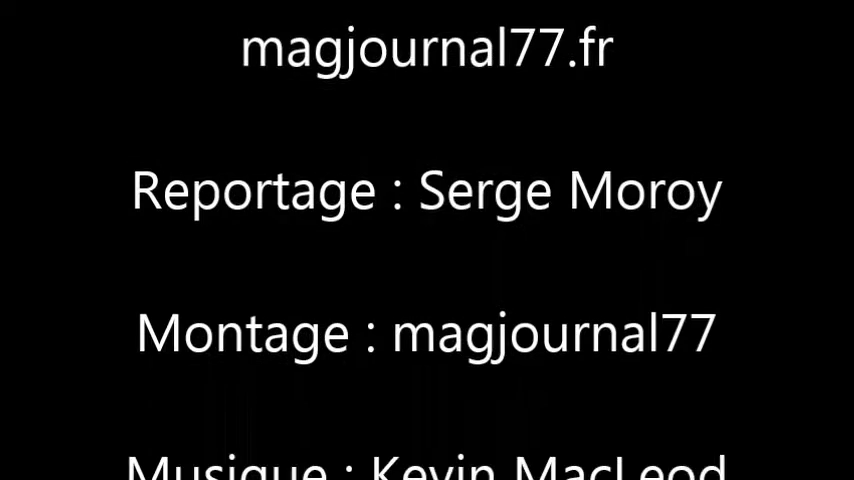 magjournal77.fr
Reportage : Serge Moroy
Montage : magjournal77
Musique : Kevin MacLeod